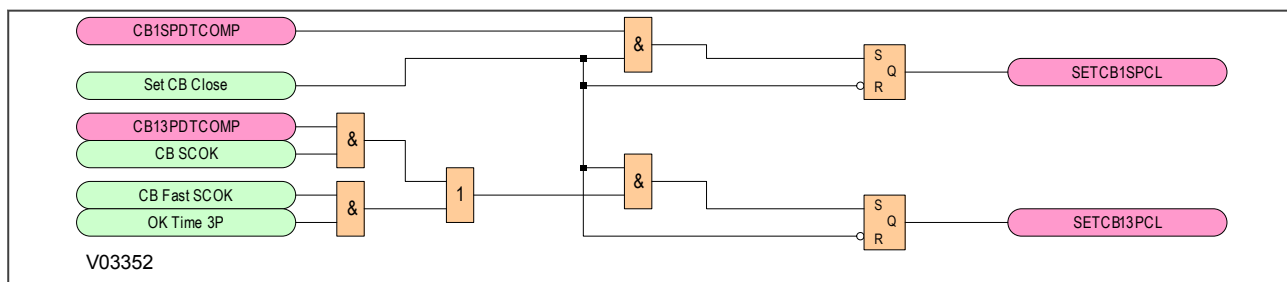 CB1SPDTCOMP
&
S
Q
R
SETCB1SPCL
Set CB Close
CB13PDTCOMP
&
CB SCOK
1
&
S
Q
R
SETCB13PCL
CB Fast SCOK
&
OK Time 3P
V03352